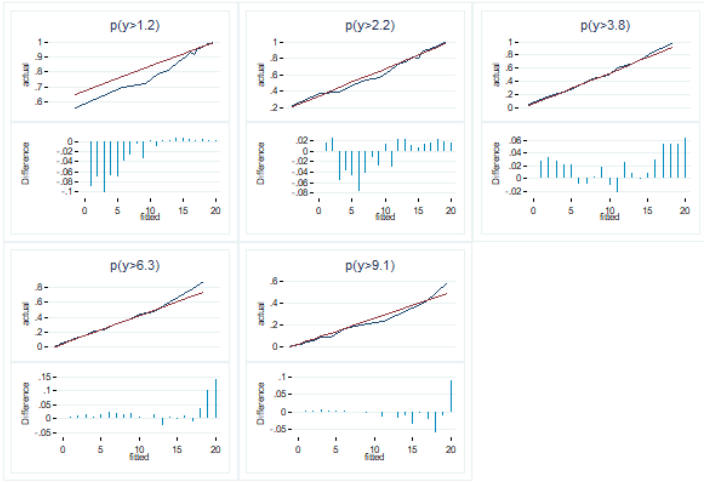 p(y>1.2)
actual
1
.9
.8
.7
.6
Difference
0
-.02
-.04
-.06
-.08
-.1
0 5 10 15 20
fitted
p(y>2.2)
actual
1
.8
.6
.4
.2
Difference
.02
0
-.02
-.04
-.06
-.08
0 5 10 15 20
fitted
p(y>3.8)
actual
1
.8
.6
.4
.2
0
Difference
.06
.04
.02
0
-.02
0 5 10 15 20
fitted
p(y>6.3)
actual
.8
.6
.4
.2
0
Difference
.15
.1
.05
0
-.05
0 5 10 15 20
fitted
p(y>9.1)
actual
.6
.4
.2
0
Difference
.1
.05
0
-.05
0 5 10 15 20
fitted